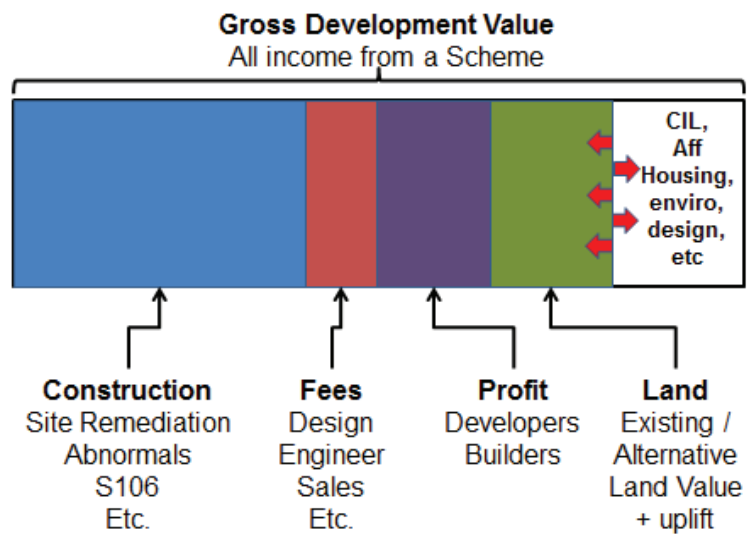 Gross Development Value
All income from a Scheme
CIL,
Aff
Housing,
enviro,
design,
etc
Construction
Site Remediation
Abnormals
S106
Etc.
Fees
Design
Engineer
Sales
Etc.
Profit
Developers
Builders
Land
Existing /
Alternative
Land Value
+ uplift